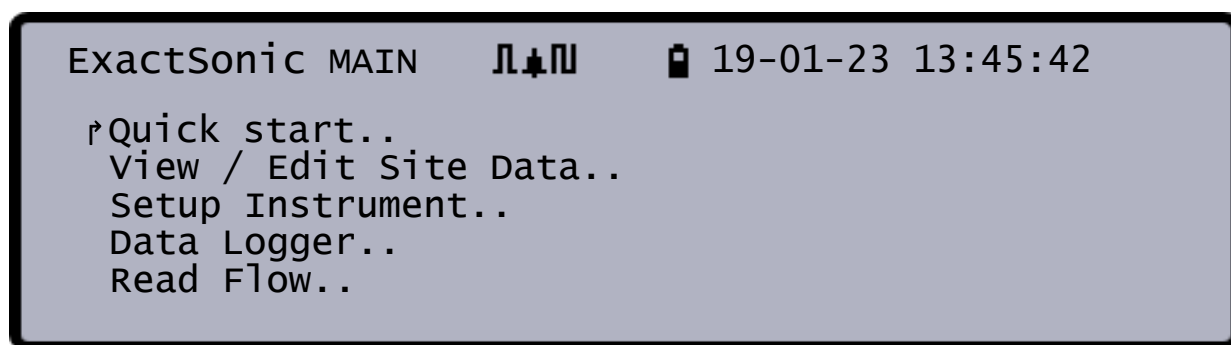 ExactSonic MAIN 19-01-23 13:45:42
Quick start..
View / Edit Site Data..
Setup Instrument..
Data Logger..
Read Flow..